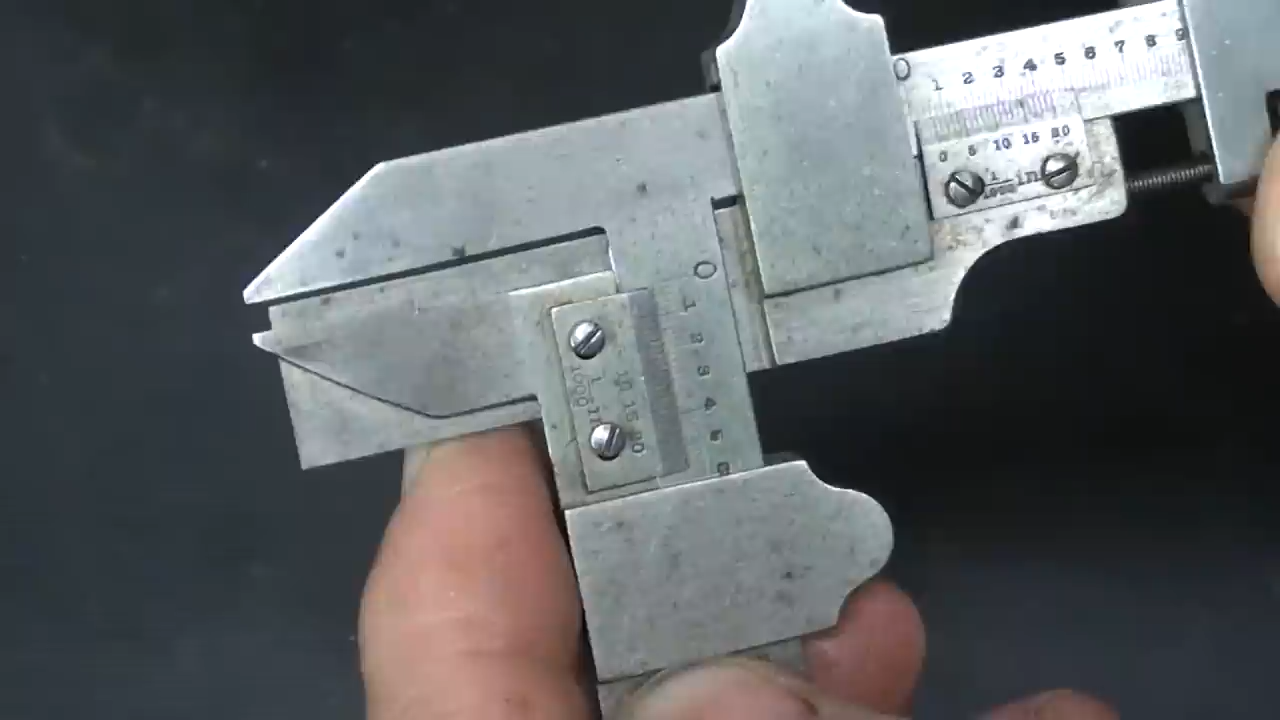 0 1 2 3 4 5 6 7 8 9
0 5 10 15 20
1/1000 in
0 1 2 3 4 5 6
10 15 20
1/1000 in